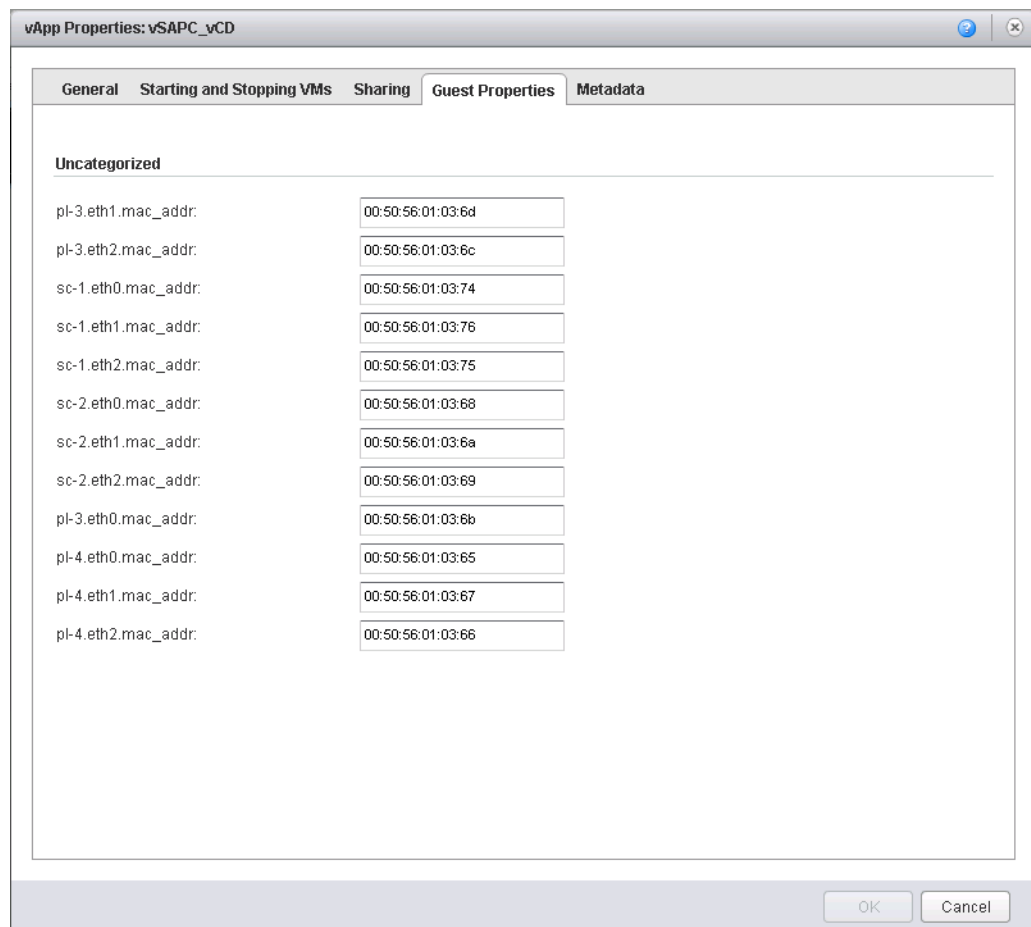 vApp Properties: vSAPC_vCD
General Starting and Stopping VMs Sharing Guest Properties Metadata
Uncategorized
pl-3.eth1.mac_addr: 00:50:56:01:03:6d
pl-3.eth2.mac_addr: 00:50:56:01:03:6c
sc-1.eth0.mac_addr: 00:50:56:01:03:74
sc-1.eth1.mac_addr: 00:50:56:01:03:76
sc-1.eth2.mac_addr: 00:50:56:01:03:75
sc-2.eth0.mac_addr: 00:50:56:01:03:68
sc-2.eth1.mac_addr: 00:50:56:01:03:6a
sc-2.eth2.mac_addr: 00:50:56:01:03:69
pl-3.eth0.mac_addr: 00:50:56:01:03:6b
pl-4.eth0.mac_addr: 00:50:56:01:03:65
pl-4.eth1.mac_addr: 00:50:56:01:03:67
pl-4.eth2.mac_addr: 00:50:56:01:03:66
OK Cancel